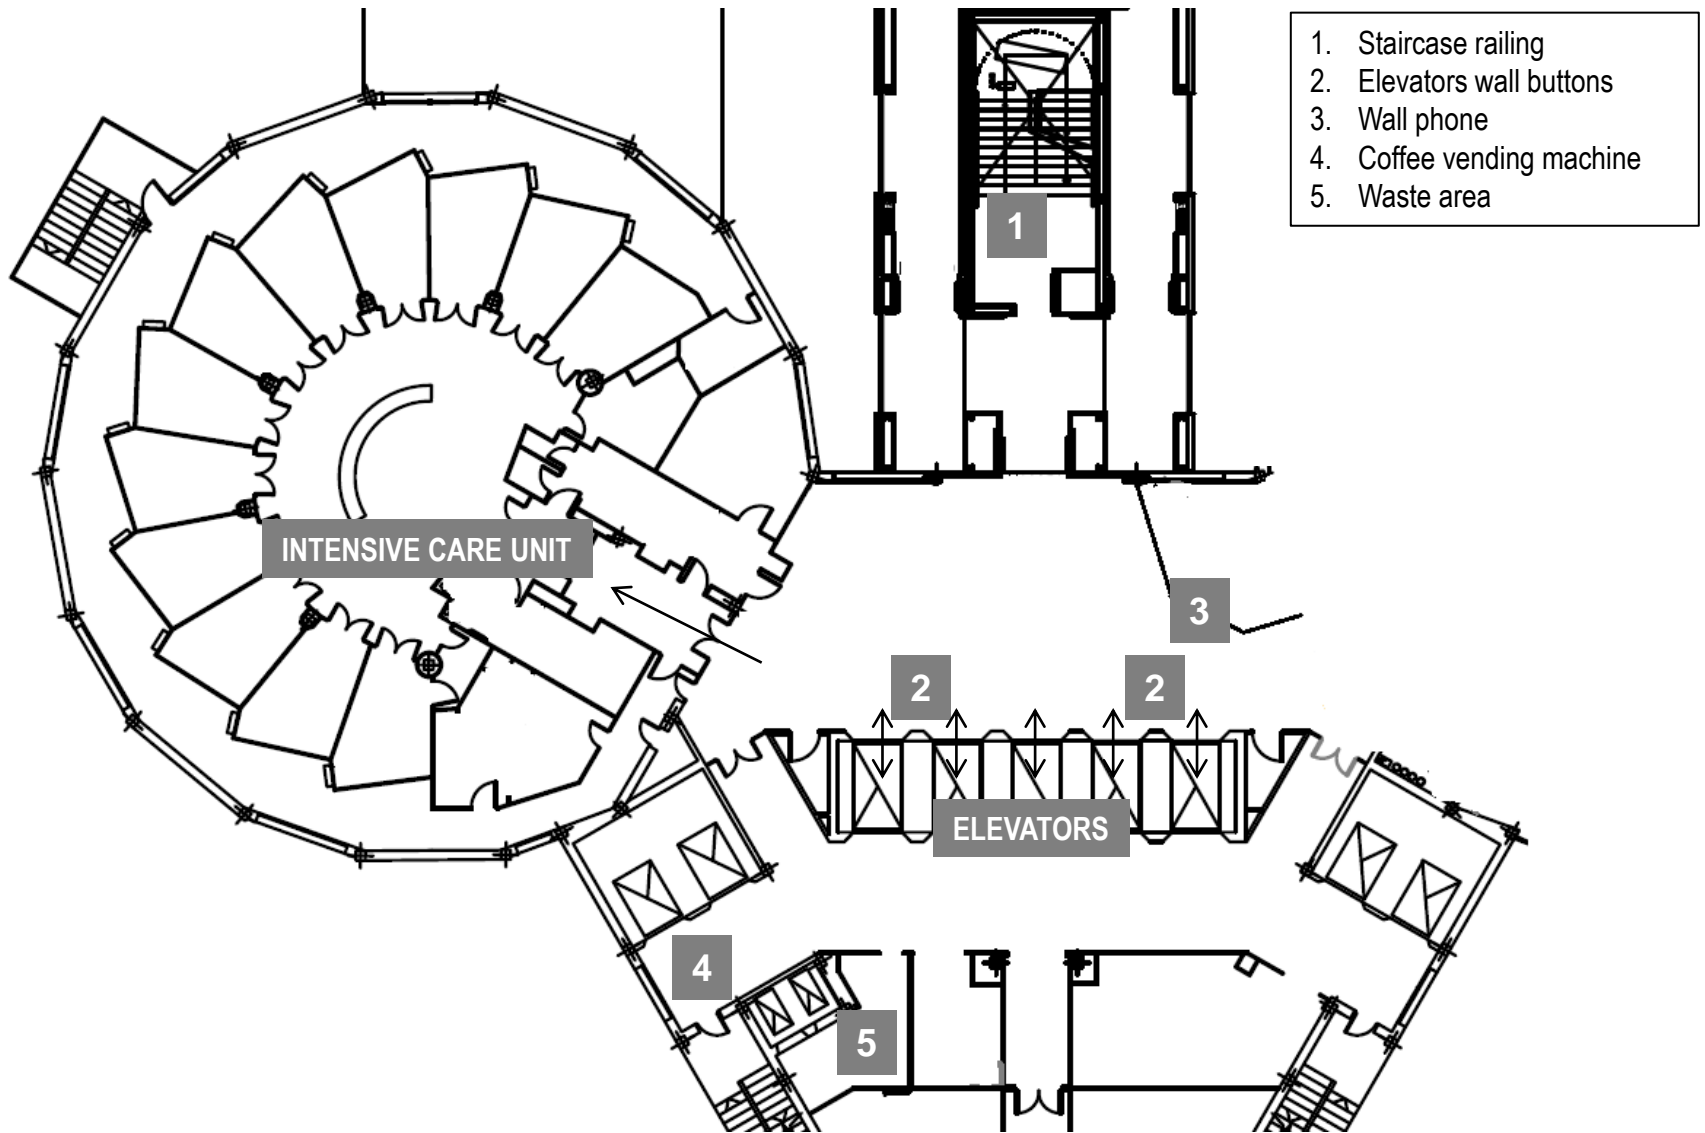 1. Staircase railing
2. Elevators wall buttons
3. Wall phone
4. Coffee vending machine
5. Waste area
1
INTENSIVE CARE UNIT
3
2 2
ELEVATORS
4
5